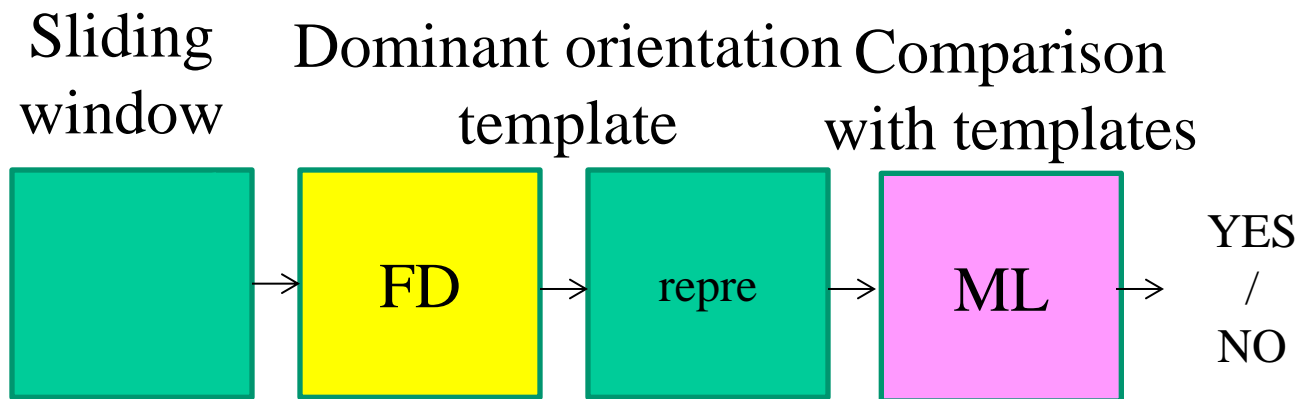 Sliding
window
Dominant orientation
template
Comparison
with templates
FD
repre
ML
YES
/
NO